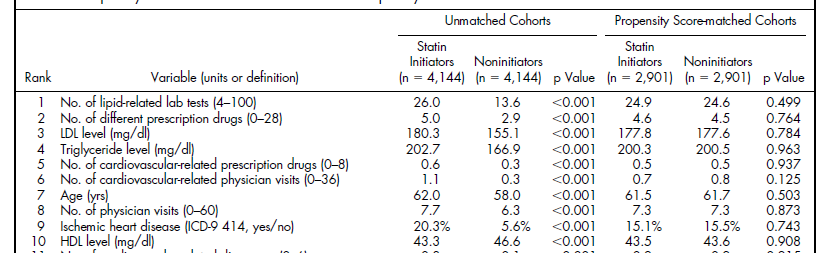 Unmatched Cohorts Propensity Score-matched Cohorts
Statin Statin
Initiators Noninitiators Initiators Noninitiators
Rank Variable (units or definition) (n = 4,144) (n = 4,144) p Value (n = 2,901) (n = 2,901) p Value
1 No. of lipid-related lab tests (4–100) 26.0 13.6 <0.001 24.9 24.6 0.499
2 No. of different prescription drugs (0–28) 5.0 2.9 <0.001 4.6 4.5 0.764
3 LDL level (mg/dl) 180.3 155.1 <0.001 177.8 177.6 0.784
4 Triglyceride level (mg/dl) 202.7 166.9 <0.001 200.3 200.5 0.963
5 No. of cardiovascular-related prescription drugs (0–8) 0.6 0.3 <0.001 0.5 0.5 0.937
6 No. of cardiovascular-related physician visits (0–36) 1.1 0.3 <0.001 0.7 0.8 0.125
7 Age (yrs) 62.0 58.0 <0.001 61.5 61.7 0.503
8 No. of physician visits (0–60) 7.7 6.3 <0.001 7.3 7.3 0.873
9 Ischemic heart disease (ICD-9 414, yes/no) 20.3% 5.6% <0.001 15.1% 15.5% 0.743
10 HDL level (mg/dl) 43.3 46.6 <0.001 43.5 43.6 0.908